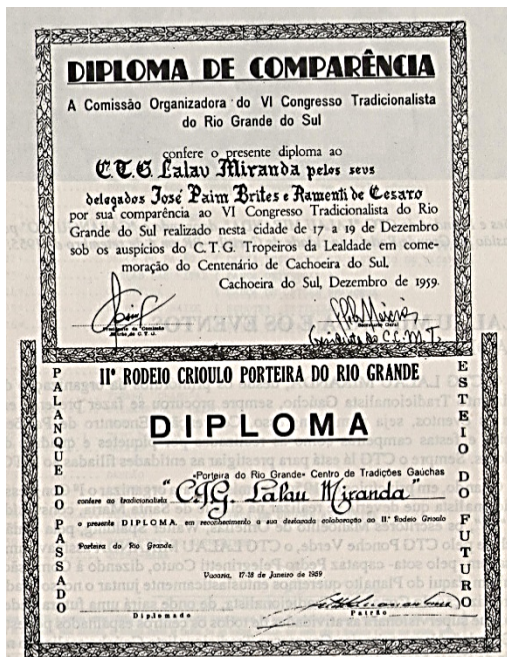 DIPLOMA DE COMPARÊNCIA
A Comissão Organizadora do VI Congresso Tradicionalista
do Rio Grande do Sul
confere o presente diploma ao
C.T.G. Lalau Miranda pelos seus
delegados José Paim Brites e Ramenti de Cesaro
por sua comparência ao VI Congresso Tradicionalista do Rio
Grande do Sul realizado nesta cidade de 17 a 19 de Dezembro
sob os auspicios do C.T.G. Tropeiros da Lealdade em come-
moração do Centenário de Cachoeira do Sul.
Cachoeira do Sul, Dezembro de 1959.
Secretário Geral
II° RODEIO CRIOULO PORTEIRA DO RIO GRANDE
DIPLOMA
PALANQUE DO PASSADO
ESTEIO DO FUTURO
«Porteira do Rio Grande» Centro de Tradições Gaúchas
confere ao tradicionalista "CTG. Lalau Miranda"
o presente DIPLOMA, em reconhecimento a sua destacada colaboração ao II.° Rodeio Crioulo
Porteira do Rio Grande.
Vacaria, 17-18 de Janeiro de 1959
Diplomado
Patrão